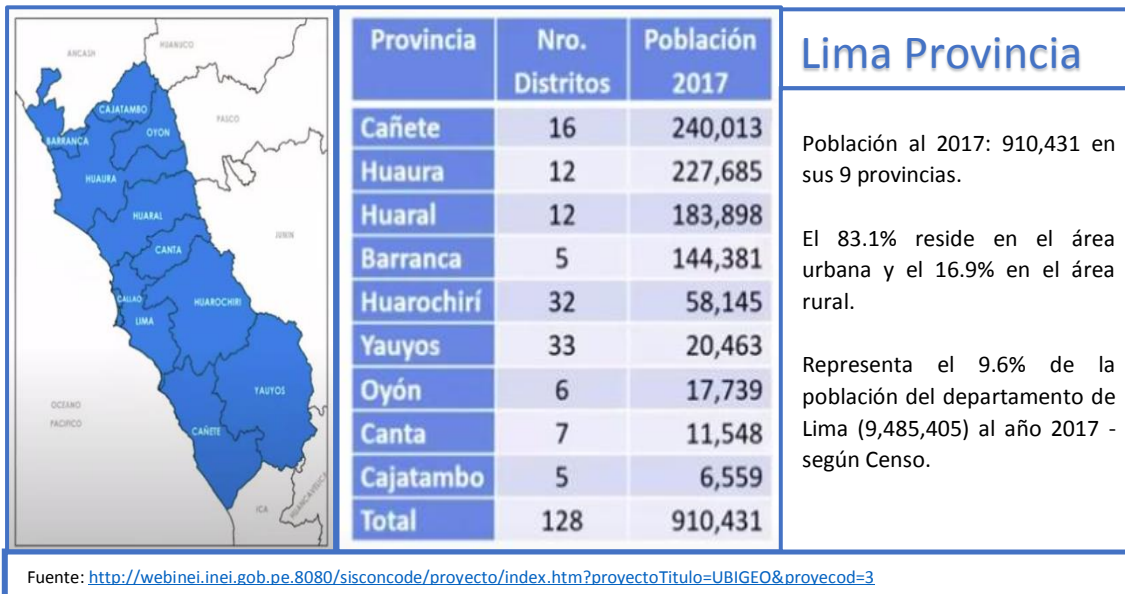 ANCASH
HUANUCO
CAJATAMBO
PASCO
OYON
BARRANCA
HUAURA
HUARAL
JUNIN
CANTA
CALLAO
HUAROCHIRI
LIMA
YAUYOS
OCEANO
PACIFICO
CAÑETE
ICA
HUANCAVELICA
Provincia Nro. Distritos Población 2017
Cañete 16 240,013
Huaura 12 227,685
Huaral 12 183,898
Barranca 5 144,381
Huarochirí 32 58,145
Yauyos 33 20,463
Oyón 6 17,739
Canta 7 11,548
Cajatambo 5 6,559
Total 128 910,431
Lima Provincia
Población al 2017: 910,431 en
sus 9 provincias.
El 83.1% reside en el área
urbana y el 16.9% en el área
rural.
Representa el 9.6% de la
población del departamento de
Lima (9,485,405) al año 2017 -
según Censo.
Fuente: http://webinei.inei.gob.pe.8080/sisconcode/proyecto/index.htm?proyectoTitulo=UBIGEO&proyecod=3